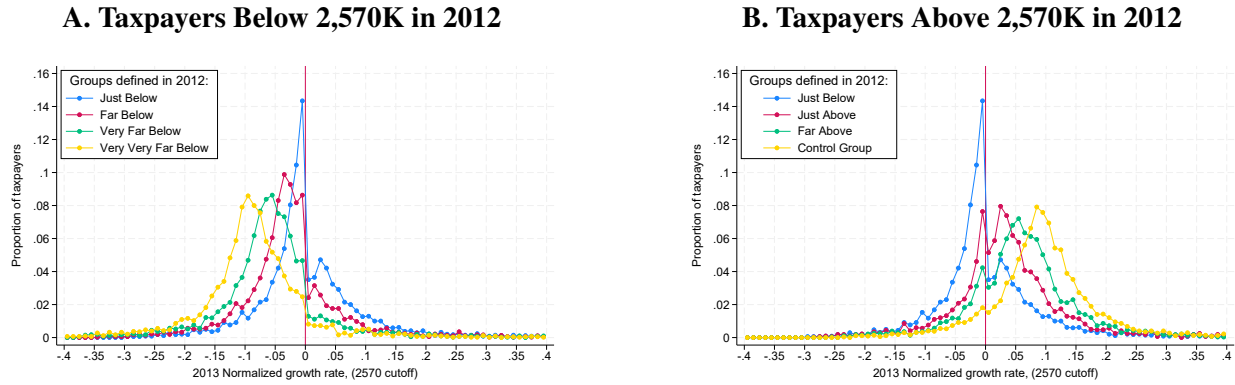 A. Taxpayers Below 2,570K in 2012
Proportion of taxpayers
.16
.14
.12
.1
.08
.06
.04
.02
0
Groups defined in 2012:
Just Below
Far Below
Very Far Below
Very Very Far Below
-.4 -.35 -.3 -.25 -.2 -.15 -.1 -.05 0 .05 .1 .15 .2 .25 .3 .35 .4
2013 Normalized growth rate, (2570 cutoff)
B. Taxpayers Above 2,570K in 2012
Proportion of taxpayers
.16
.14
.12
.1
.08
.06
.04
.02
0
Groups defined in 2012:
Just Below
Just Above
Far Above
Control Group
-.4 -.35 -.3 -.25 -.2 -.15 -.1 -.05 0 .05 .1 .15 .2 .25 .3 .35 .4
2013 Normalized growth rate, (2570 cutoff)